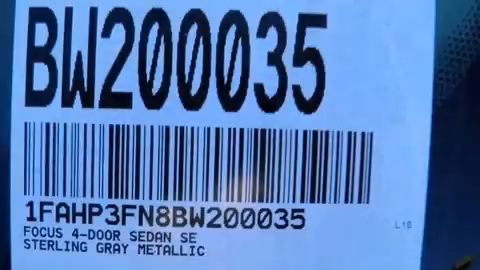 BW200035
1FAHP3FN8BW200035
FOCUS 4-DOOR SEDAN SE
STERLING GRAY METALLIC